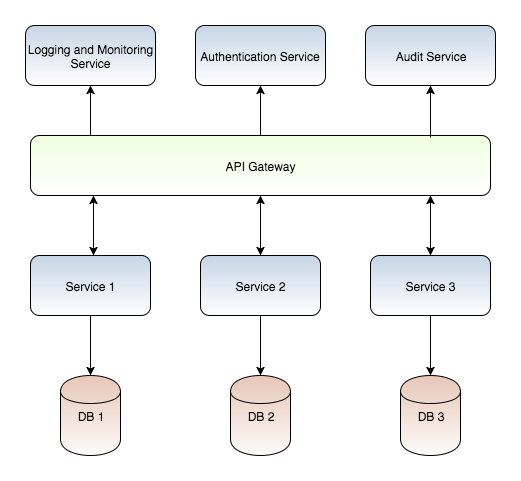 Logging and Monitoring
Service
Authentication Service
Audit Service
API Gateway
Service 1
Service 2
Service 3
DB 1
DB 2
DB 3